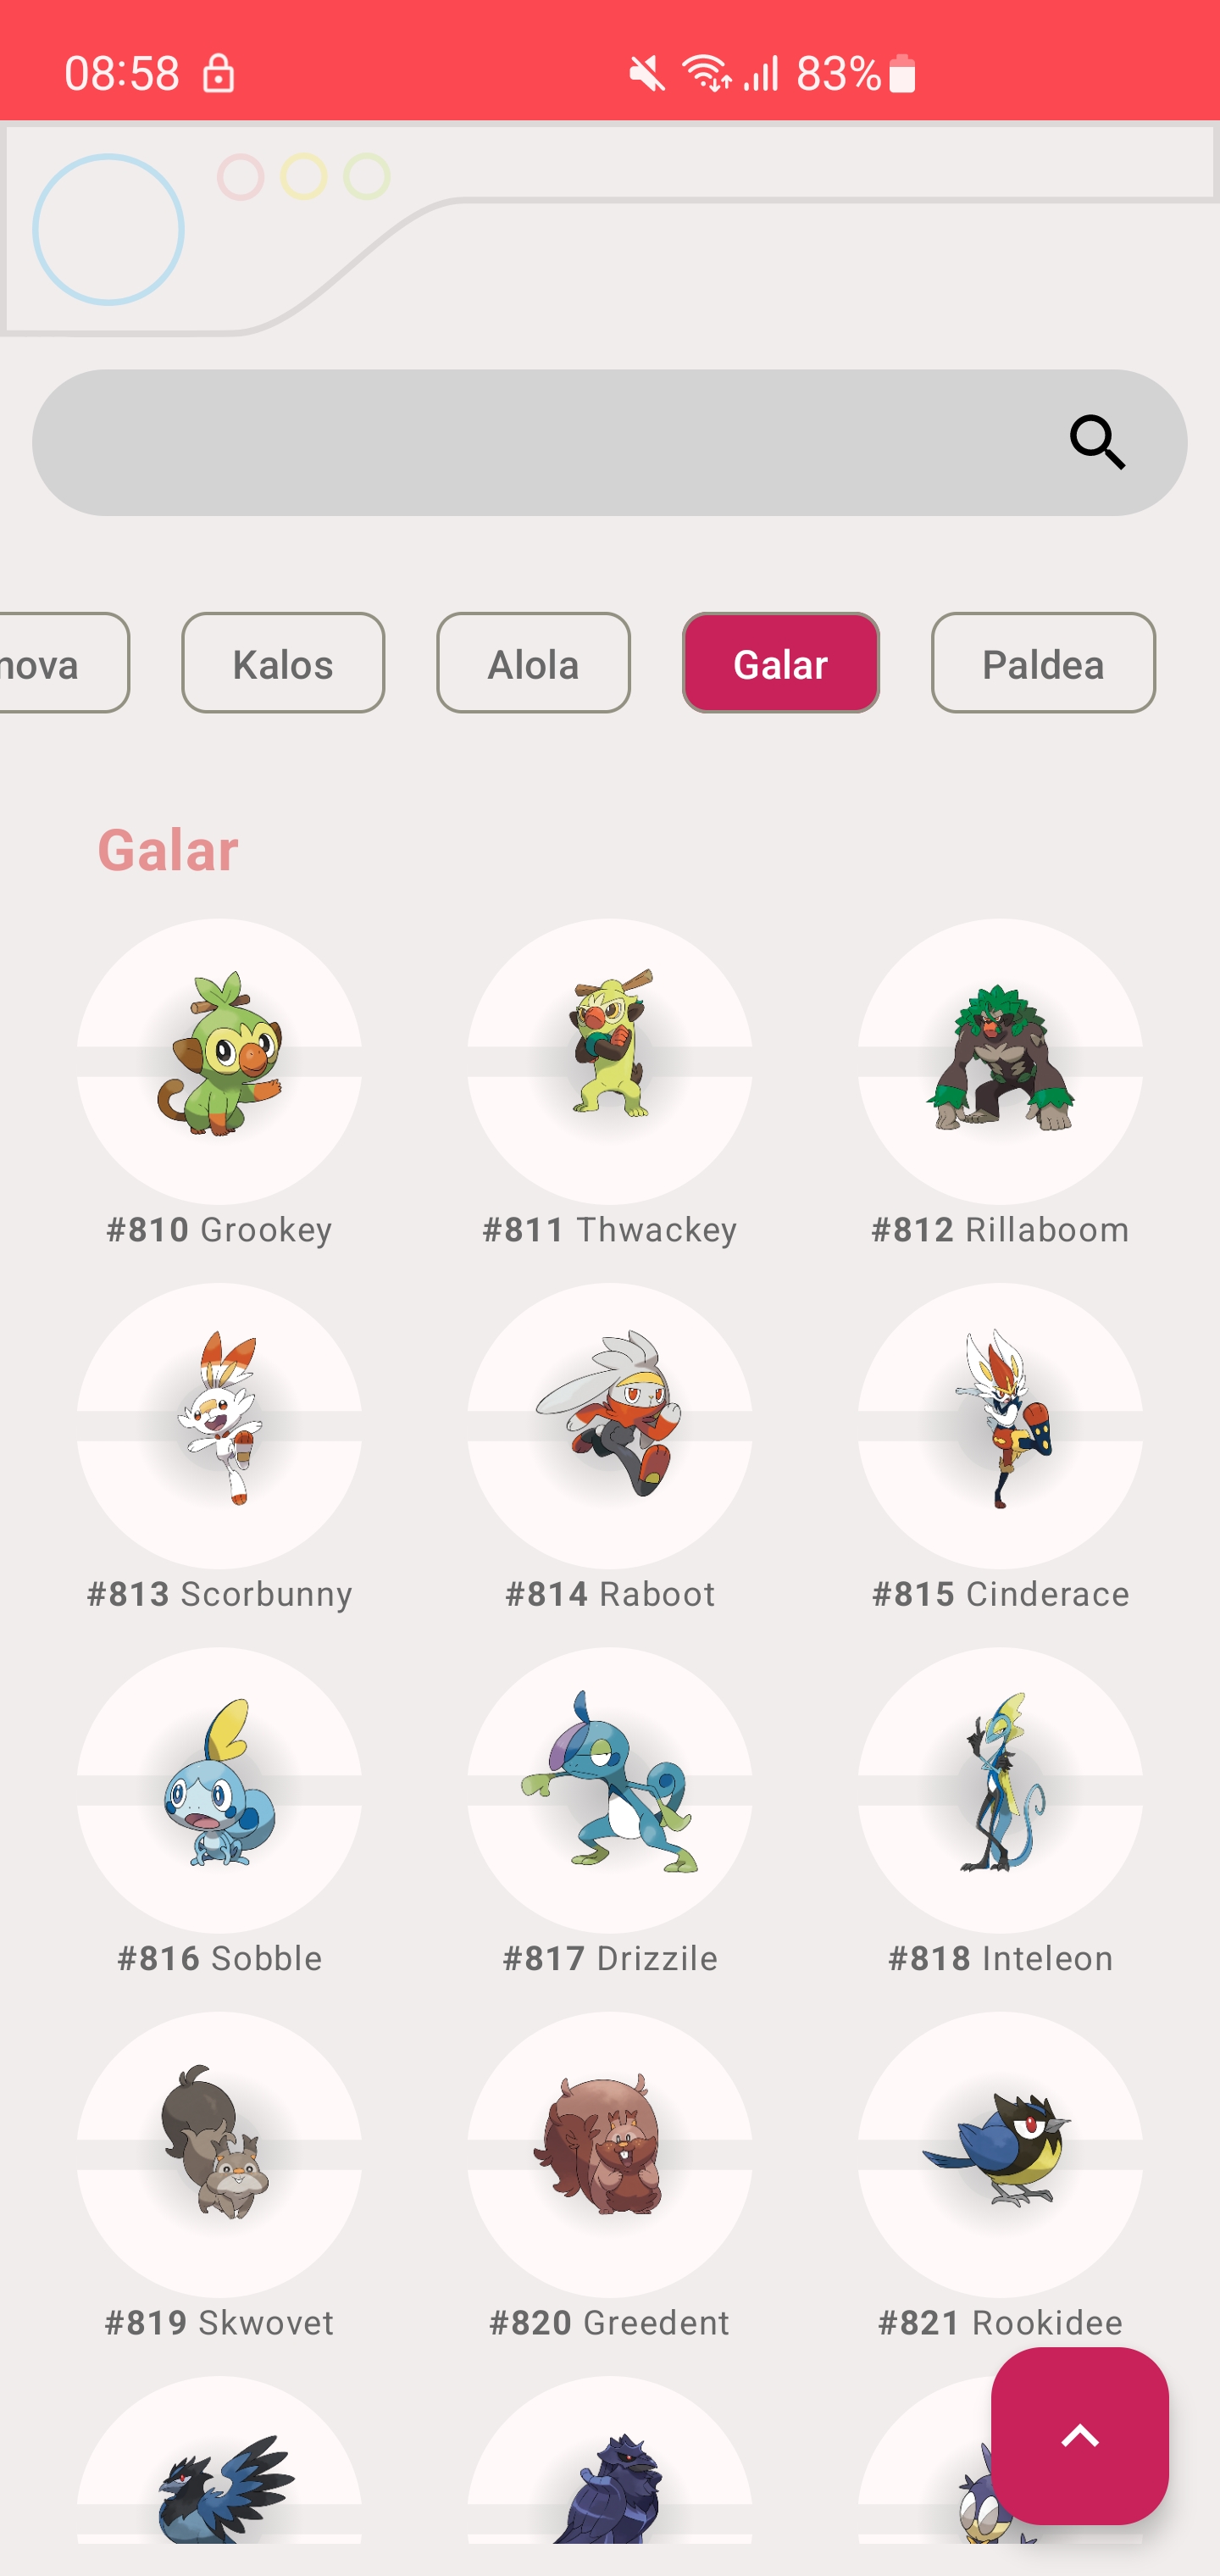 08:58 83%
nova Kalos Alola Galar Paldea
Galar
#810 Grookey #811 Thwackey #812 Rillaboom
#813 Scorbunny #814 Raboot #815 Cinderace
#816 Sobble #817 Drizzile #818 Inteleon
#819 Skwovet #820 Greedent #821 Rookidee